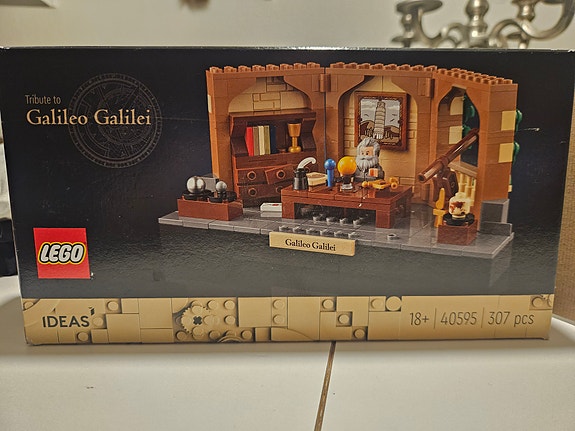 Tribute to
Galileo Galilei
Galileo Galilei
LEGO
IDEAS
18+ | 40595 | 307 pcs